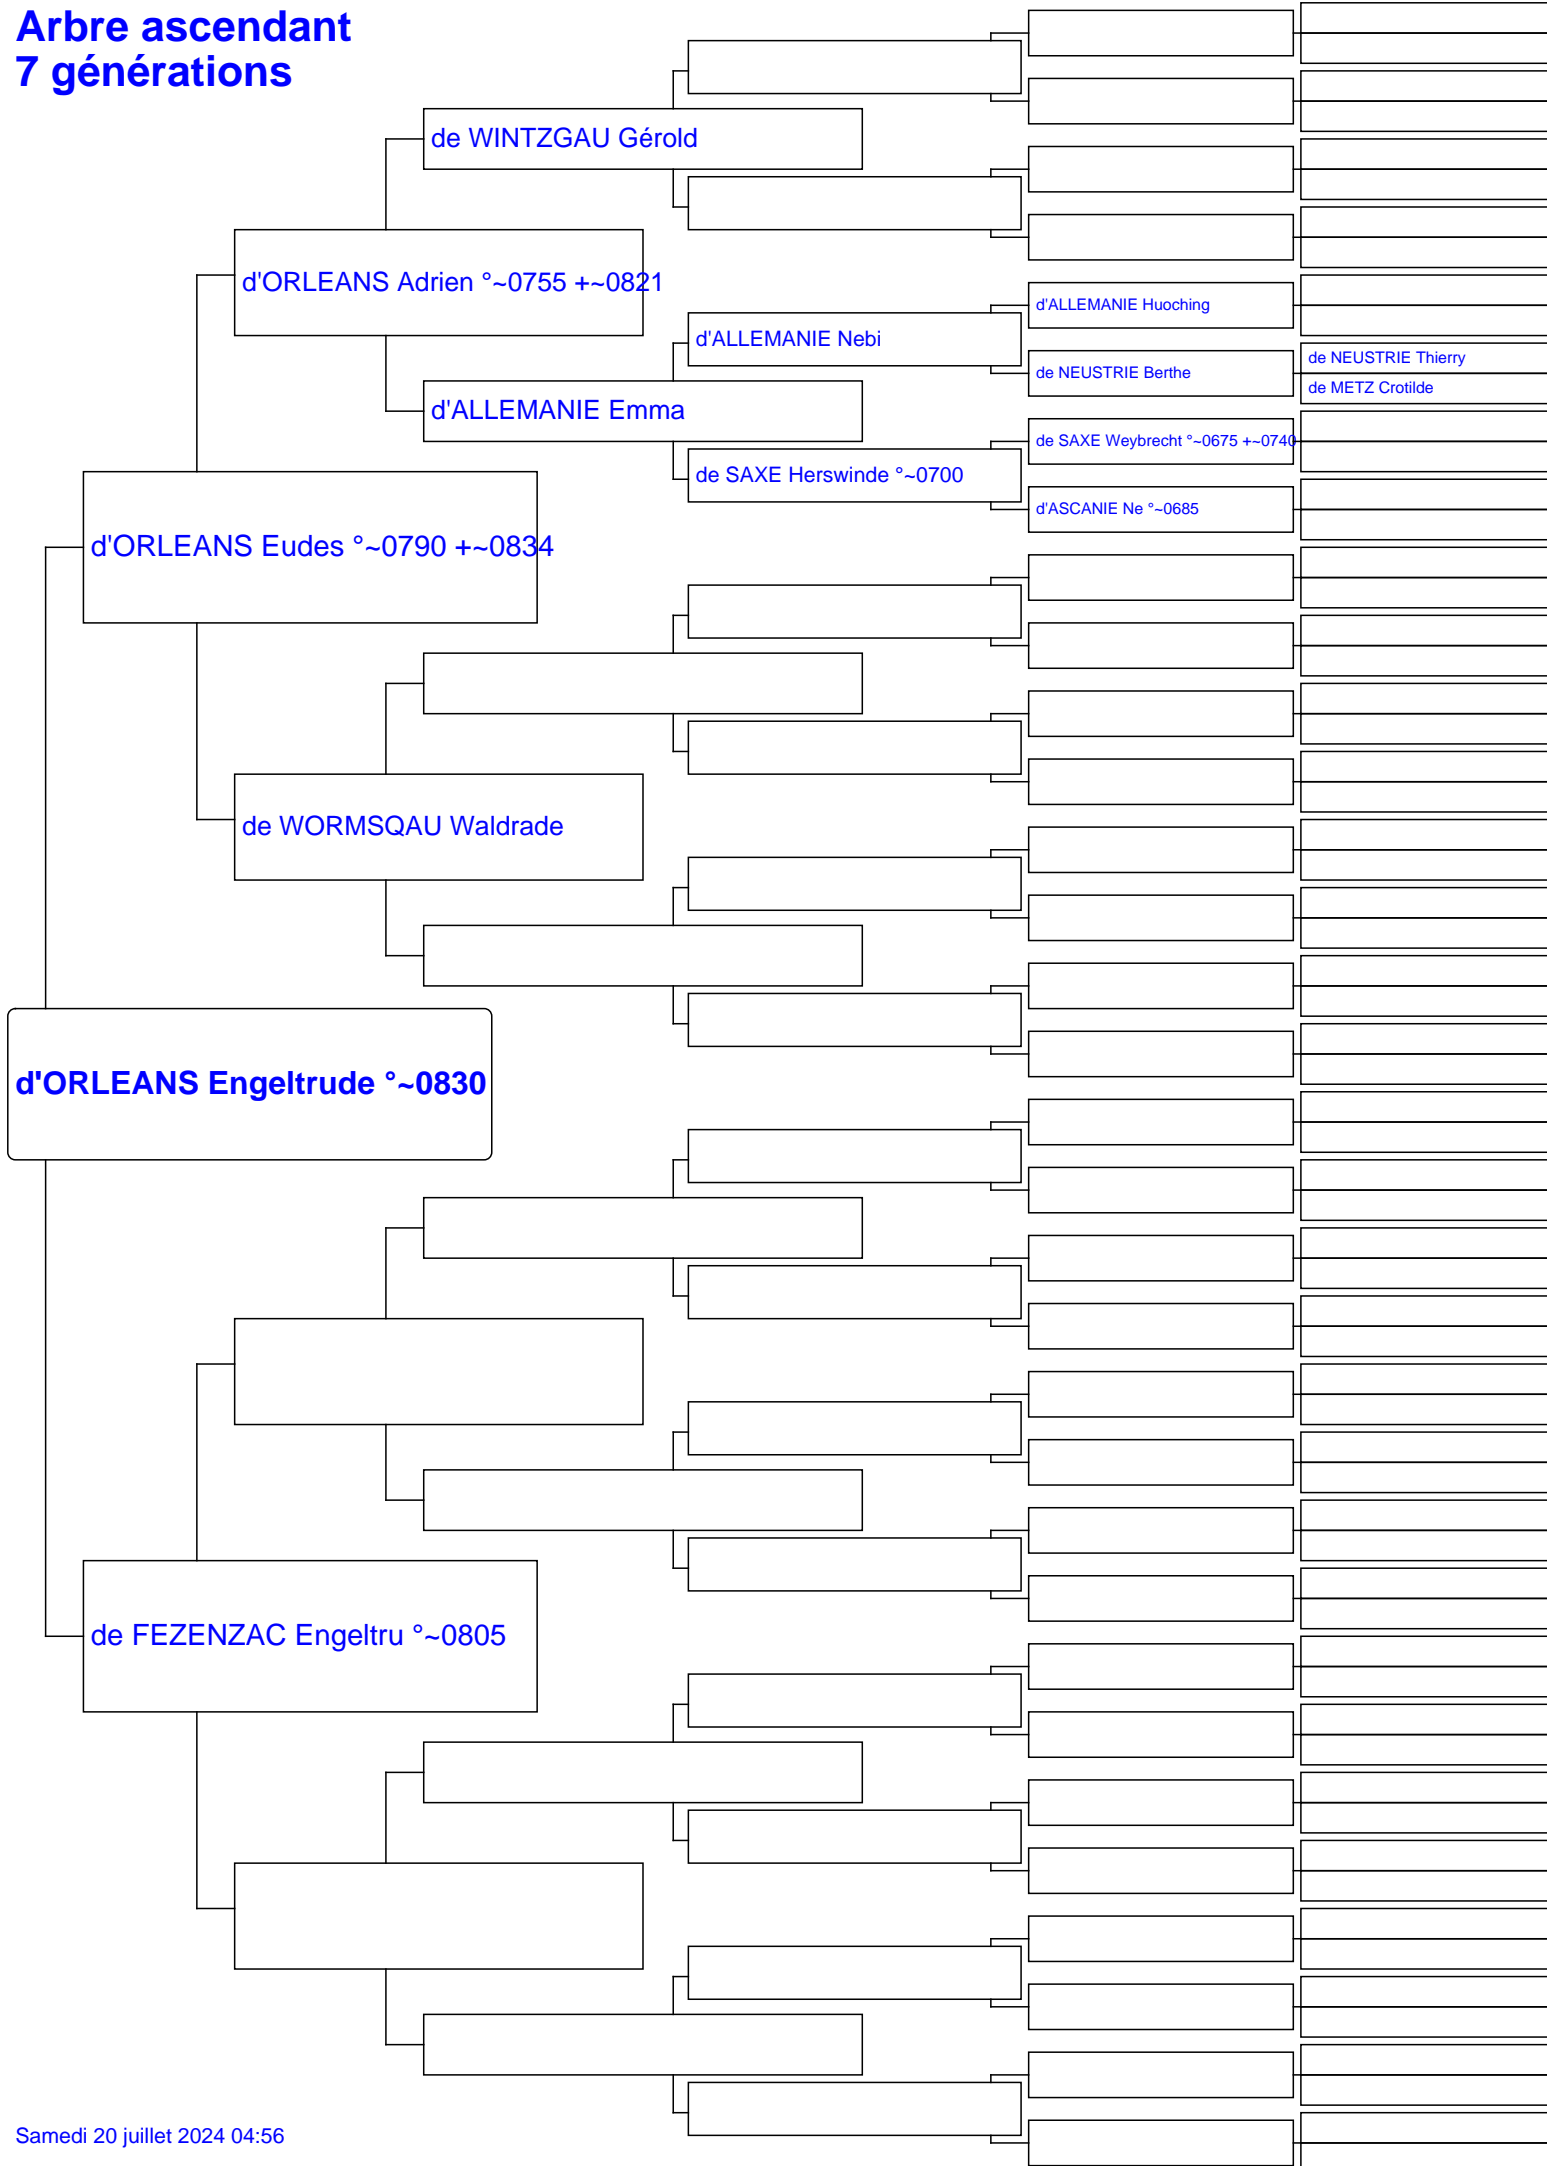 Arbre ascendant
7 générations
de WINTZGAU Gérold
d'ORLEANS Adrien °~0755 +~0821
d'ALLEMANIE Huoching
d'ALLEMANIE Nebi
de NEUSTRIE Thierry
de NEUSTRIE Berthe
de METZ Crotilde
d'ALLEMANIE Emma
de SAXE Weybrecht °~0675 +~0740
de SAXE Herswinde °~0700
d'ASCANIE Ne °~0685
d'ORLEANS Eudes °~0790 +~0834
de WORMSQAU Waldrade
d'ORLEANS Engeltrude °~0830
de FEZENZAC Engeltru °~0805
Samedi 20 juillet 2024 04:56